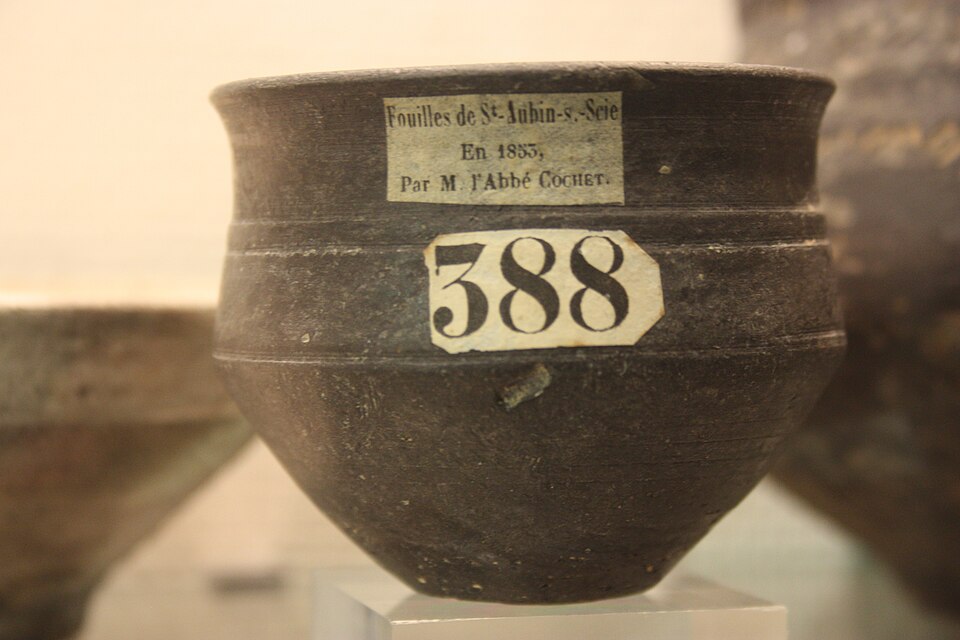 Fouilles de St-Aubin-s.-Scie
En 1853,
Par M. l'Abbé COCHET.
388